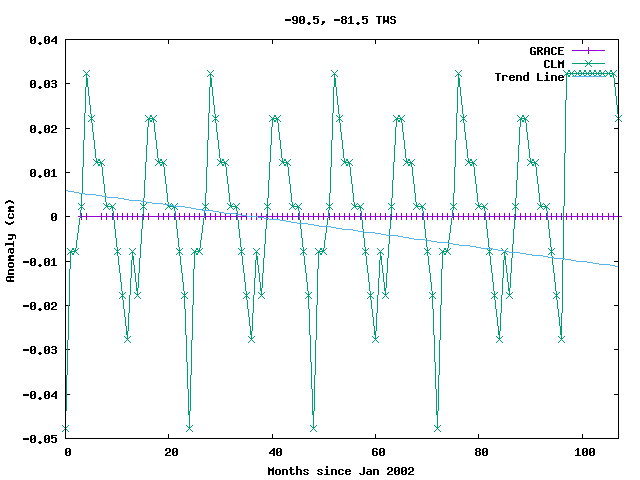 -90.5, -81.5 TWS
0.04
0.03
0.02
0.01
0
-0.01
-0.02
-0.03
-0.04
-0.05
Anomaly (cm)
GRACE
CLM
Trend Line
0 20 40 60 80 100
Months since Jan 2002